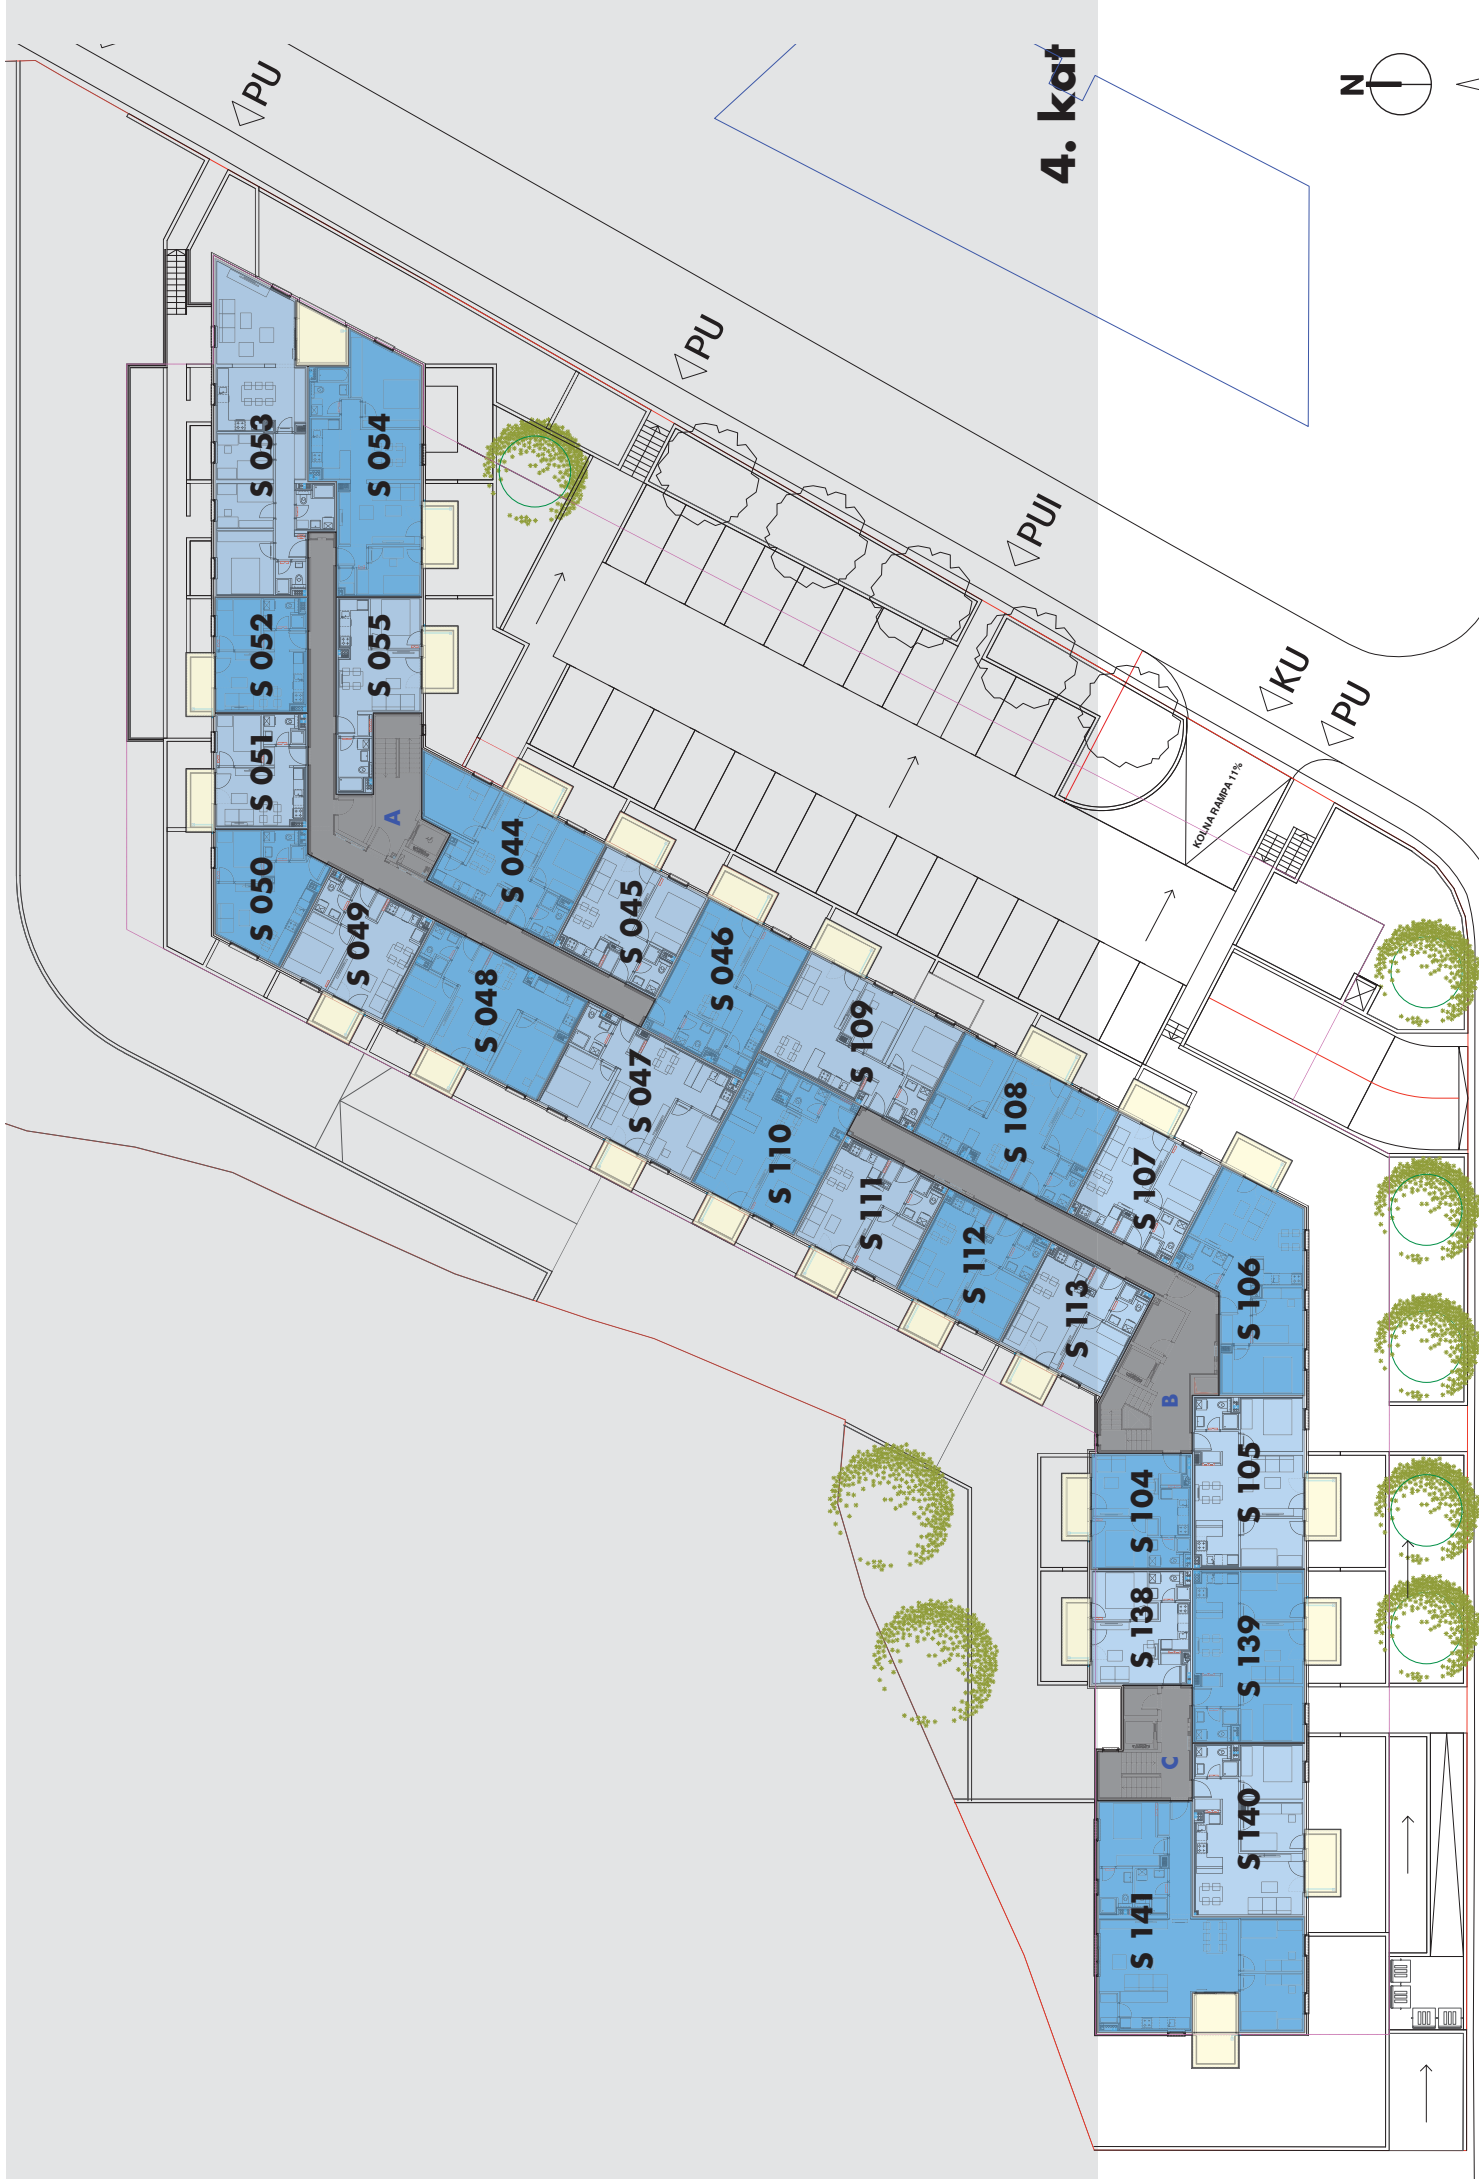 4. kat
N
PU
PU
PUI
KU
PU
KOLNA RAMPA 11%
S 053
S 054
S 052
S 055
S 051
S 050
A
S 044
S 049
S 045
S 048
S 046
S 047
S 109
S 110
S 108
S 111
S 107
S 112
S 106
S 113
B
S 104
S 105
S 138
S 139
C
S 140
S 141